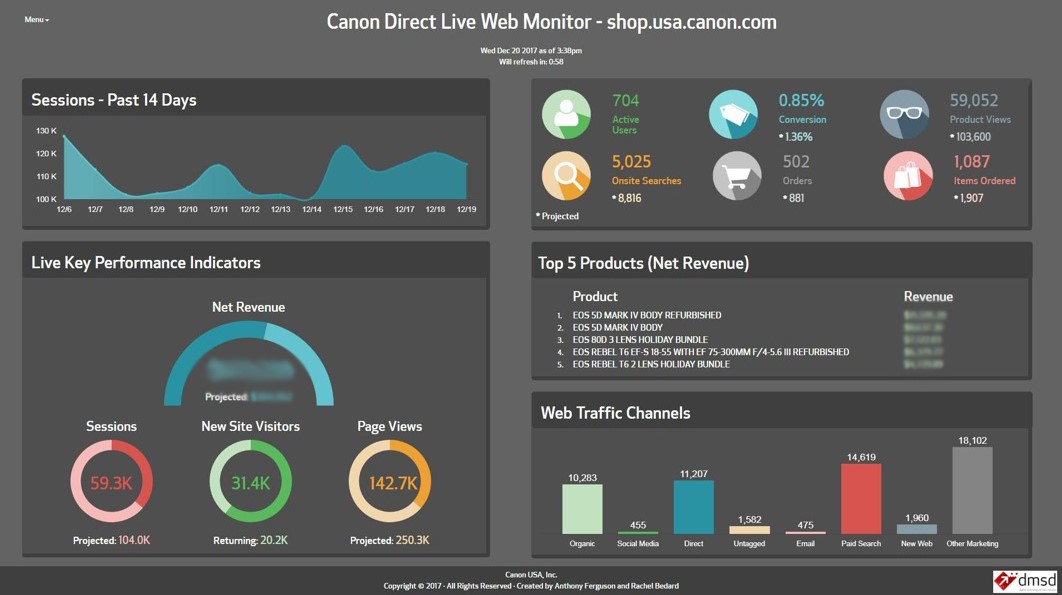 Menu
Canon Direct Live Web Monitor - shop.usa.canon.com
Wed Dec 20 2017 as of 3:38pm
Will refresh in: 0:58
Sessions - Past 14 Days
130 K
120 K
110 K
100 K
12/6 12/7 12/8 12/9 12/10 12/11 12/12 12/13 12/14 12/15 12/16 12/17 12/18 12/19
704
Active
Users
0.85%
Conversion
* 1.36%
59,052
Product Views
* 103,600
5,025
Onsite Searches
* 8,816
502
Orders
* 881
1,087
Items Ordered
* 1,907
* Projected
Live Key Performance Indicators
Net Revenue
Projected:
Sessions
59.3K
Projected: 104.0K
New Site Visitors
31.4K
Returning: 20.2K
Page Views
142.7K
Projected: 250.3K
Top 5 Products (Net Revenue)
Product Revenue
1. EOS 5D MARK IV BODY REFURBISHED
2. EOS 5D MARK IV BODY
3. EOS 80D 3 LENS HOLIDAY BUNDLE
4. EOS REBEL T6 EF-S 18-55 WITH EF 75-300MM F/4-5.6 III REFURBISHED
5. EOS REBEL T6 2 LENS HOLIDAY BUNDLE
Web Traffic Channels
10,283 455 11,207 1,582 475 14,619 1,960 18,102
Organic Social Media Direct Untagged Email Paid Search New Web Other Marketing
Canon USA, Inc.
Copyright © 2017 - All Rights Reserved - Created by Anthony Ferguson and Rachel Bedard
dmsd